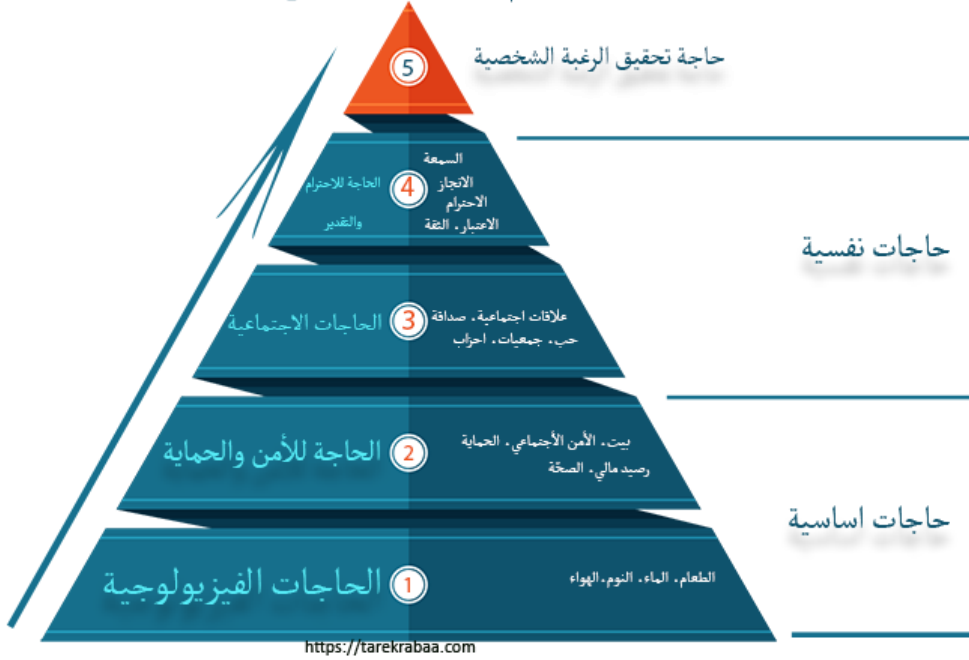 حاجة تحقيق الرغبة الشخصية
5
السمعة
الانجاز
الاحترام
الاعتبار . الثقة
4
الحاجة للاحترام
والتقدير
حاجات نفسية
علاقات اجتماعية . صداقة
حب . جمعيات . احزاب
3
الحاجات الاجتماعية
بيت . الأمن الأجتماعي . الحماية
رصيد مالي . الصحّة
2
الحاجة للأمن والحماية
حاجات اساسية
الطعام . الماء . النوم.الهواء
1
الحاجات الفيزيولوجية
https://tarekrabaa.com